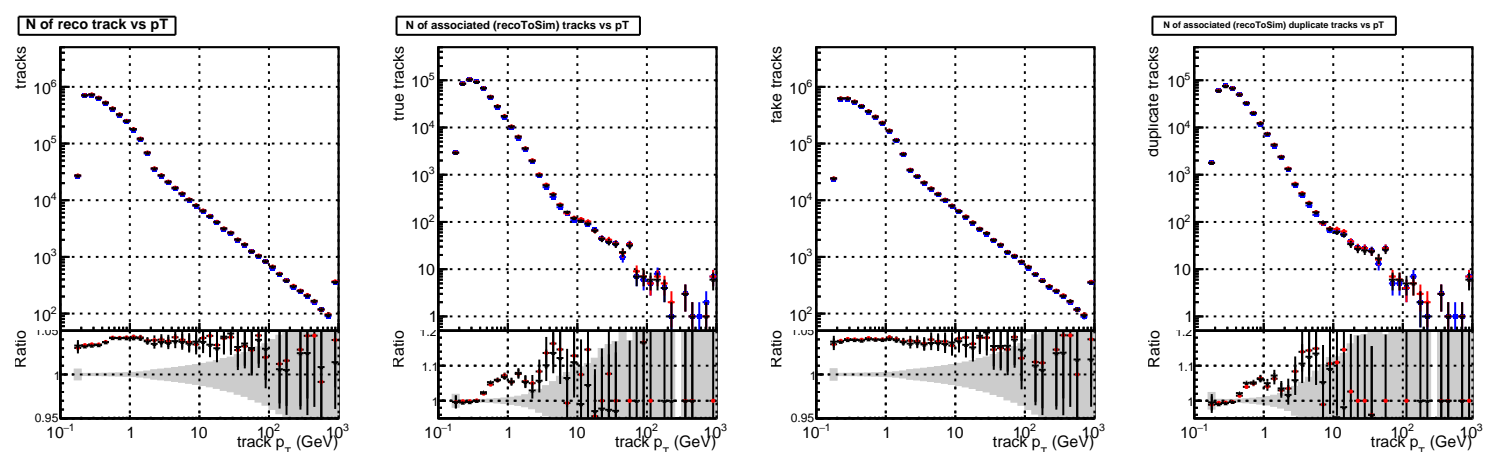 N of reco track vs pT
tracks
10^6
10^5
10^4
10^3
10^2
1.05
1
0.95
Ratio
10^-1 1 10 10^2 10^3
track p_T (GeV)
N of associated (recoToSim) tracks vs pT
true tracks
10^5
10^4
10^3
10^2
10
1
1.2
1.1
1
Ratio
10^-1 1 10 10^2 10^3
track p_T (GeV)
fake tracks
10^6
10^5
10^4
10^3
10^2
1.05
1
0.95
Ratio
10^-1 1 10 10^2 10^3
track p_T (GeV)
N of associated (recoToSim) duplicate tracks vs pT
duplicate tracks
10^5
10^4
10^3
10^2
10
1
1.2
1.1
1
Ratio
10^-1 1 10 10^2 10^3
track p_T (GeV)